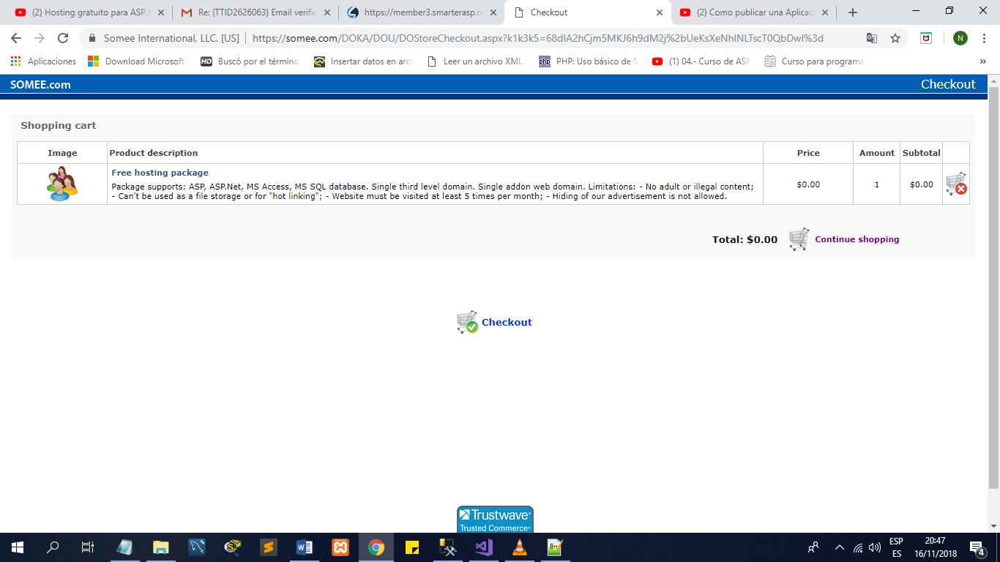 (2) Hosting gratuito para ASP.N
Re: {TTID2626063} Email verific
https://member3.smarterasp.n
Checkout
(2) Como publicar una Aplicac
Somee International, LLC. [US]
https://somee.com/DOKA/DOU/DOStoreCheckout.aspx?k1k3k5=68dIA2hCjm5MKJ6h9dM2j%2bUeKsXeNhINLTscT0QbDwI%3d
N
Aplicaciones
Download Microsoft
Buscó por el término
Insertar datos en arc
Leer un archivo XML
PHP: Uso básico de S
(1) 04.- Curso de ASP
Curso para programa
»
SOMEE.com
Checkout
Shopping cart
Image Product description Price Amount Subtotal
Free hosting package
Package supports: ASP, ASP.Net, MS Access, MS SQL database. Single third level domain. Single addon web domain. Limitations: - No adult or illegal content;
- Can't be used as a file storage or for "hot linking"; - Website must be visited at least 5 times per month; - Hiding of our advertisement is not allowed.
$0.00 1 $0.00
Total: $0.00 Continue shopping
Checkout
Trustwave®
Trusted Commerce®
ESP
ES
20:47
16/11/2018
4